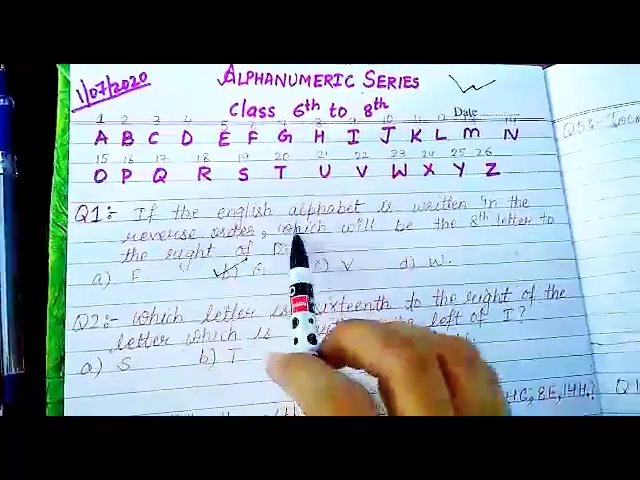 1/07/2020
ALPHANUMERIC SERIES
Class 6th to 8th
Date
1 2 3 4 5 6 7 8 9 10 11 12 13 14
A B C D E F G H I J K L M N
15 16 17 18 19 20 21 22 23 24 25 26
O P Q R S T U V W X Y Z
Q1:- If the english alphabet is written in the
reverse order, which will be the 8th letter to
the right of
a) F c) V d) W.
Q2:- which letter is sixteenth to the right of the
letter which is left of I?
a) S b) T
8E, 14H,